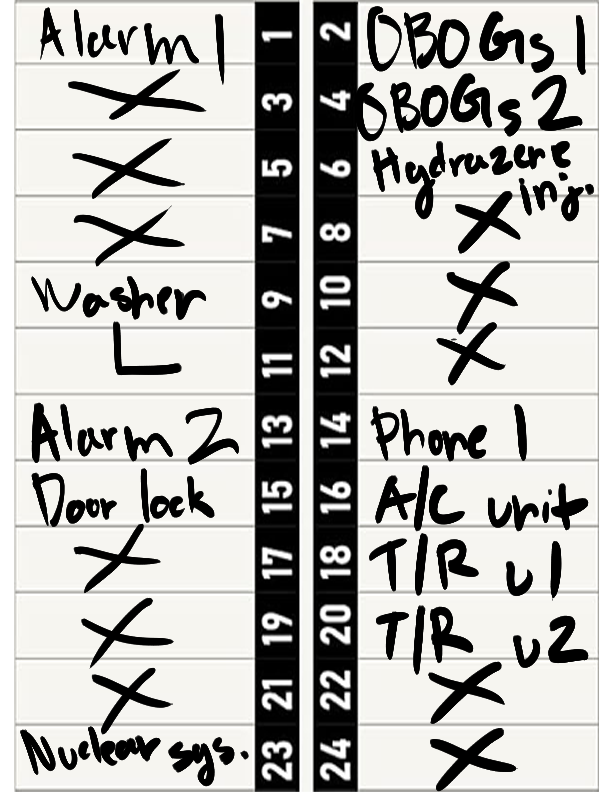 Alarm 1 1 2 OBOGs 1
X 3 4 OBOGs 2
X 5 6 Hydrazene inj.
X 7 8 X
Washer 9 10 X
L 11 12 X
Alarm 2 13 14 Phone 1
Door lock 15 16 A/C unit
X 17 18 T/R u1
X 19 20 T/R u2
X 21 22 X
Nuclear sys. 23 24 X